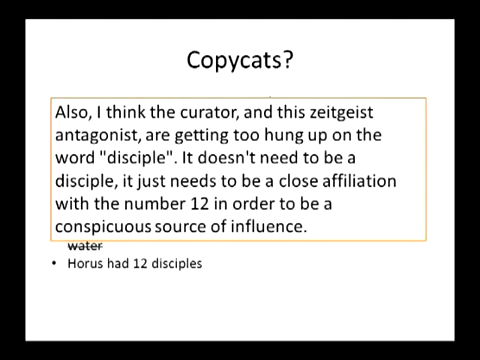 Copycats?
Also, I think the curator, and this zeitgeist
antagonist, are getting too hung up on the
word "disciple". It doesn't need to be a
disciple, it just needs to be a close affiliation
with the number 12 in order to be a
conspicuous source of influence.
water
• Horus had 12 disciples